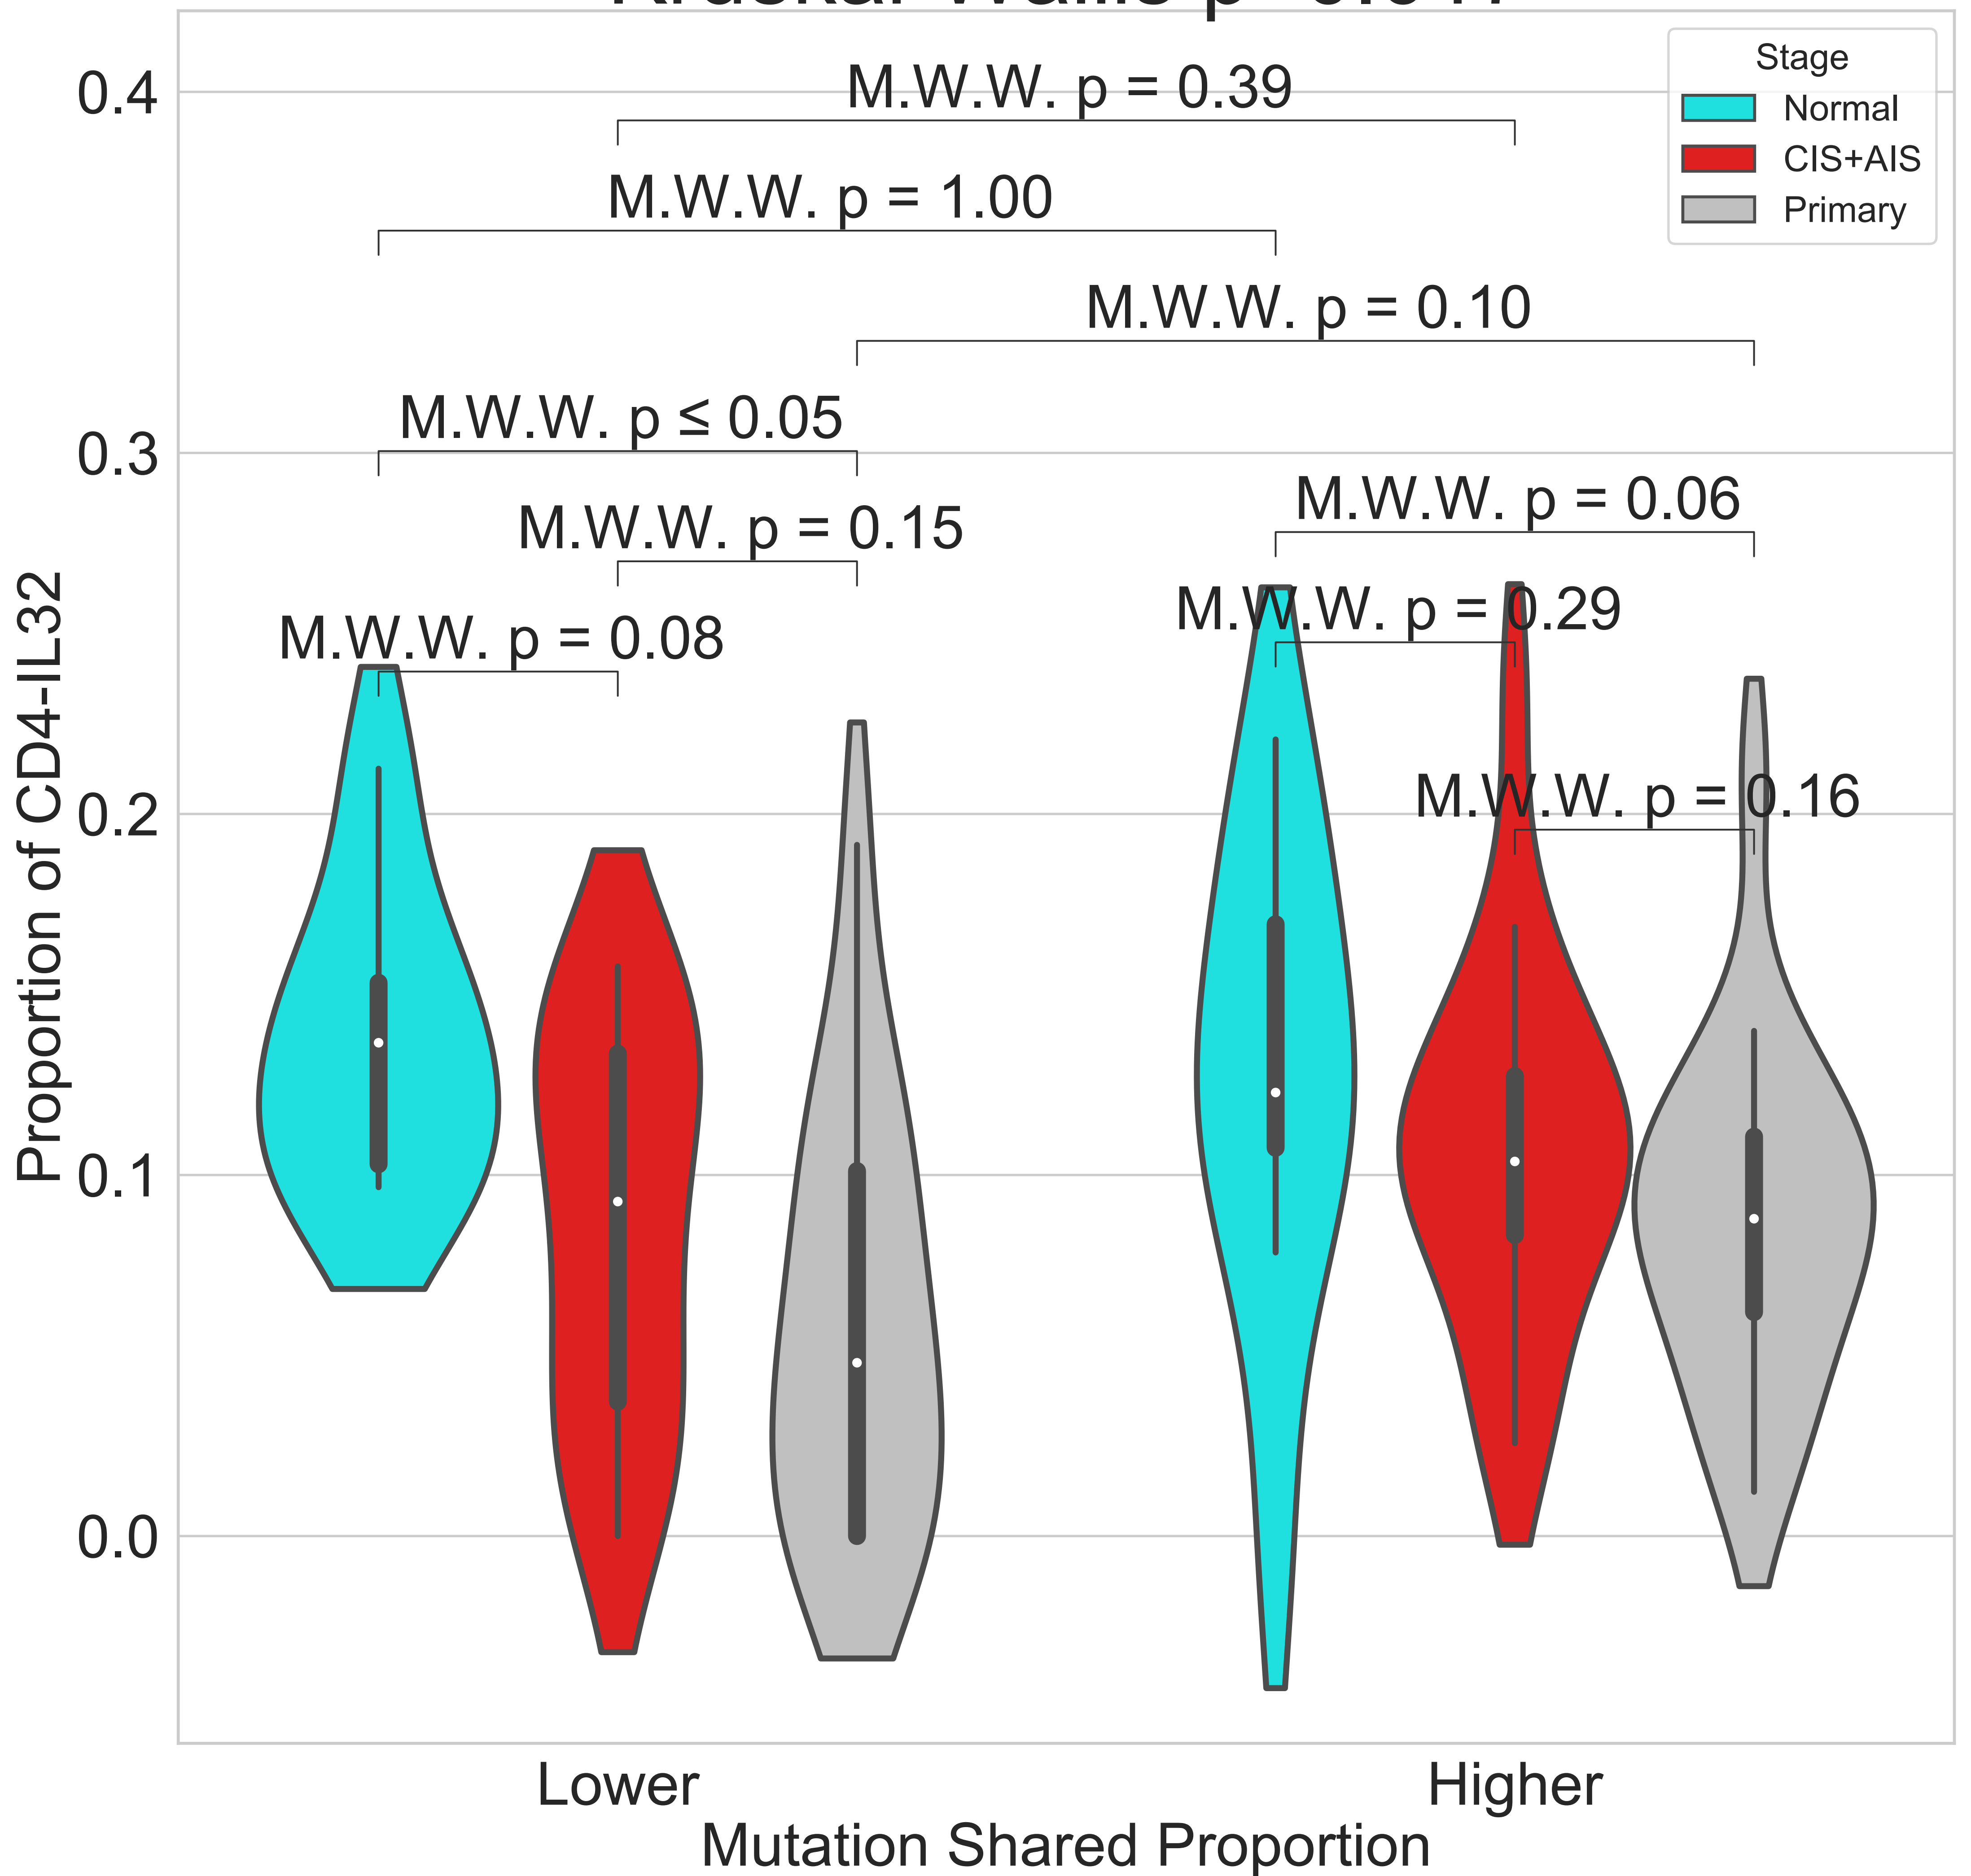 Stage
Normal
CIS+AIS
Primary
M.W.W. p = 0.39
M.W.W. p = 1.00
M.W.W. p = 0.10
M.W.W. p ≤ 0.05
M.W.W. p = 0.06
M.W.W. p = 0.15
M.W.W. p = 0.29
M.W.W. p = 0.08
M.W.W. p = 0.16
0.4
0.3
0.2
0.1
0.0
Proportion of CD4-IL32
Lower
Higher
Mutation Shared Proportion